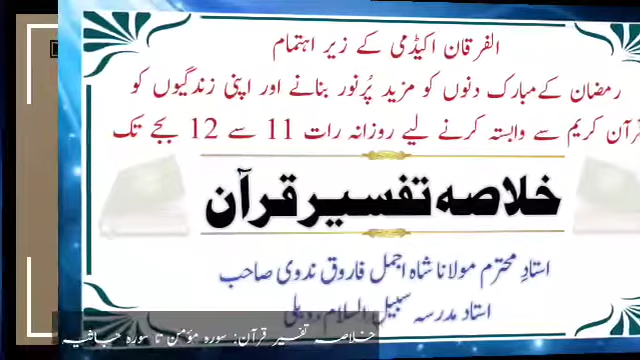 الفرقان اکیڈمی کے زیر اہتمام
رمضان کے مبارک دنوں کو مزید پُرنور بنانے اور اپنی زندگیوں کو
قرآن کریم سے وابستہ کرنے لیے روزانہ رات 11 سے 12 بجے تک
خلاصہ تفسیر قرآن
استادِ محترم مولانا شاہ اجمل فاروق ندوی صاحب
استاد مدرسہ سبیل السلام، دہلی
خلاصہ تفسیر قرآن: سورہ مؤمن تا سورہ جاثیہ